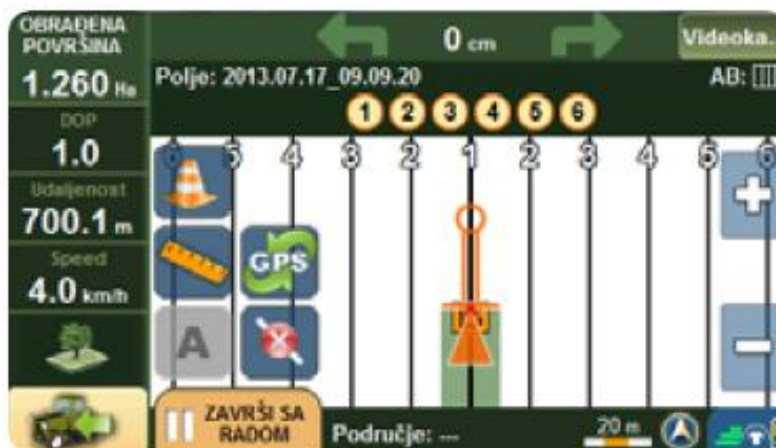 OBRAĐENA
POVRŠINA
1.260 Ha
DOP
1.0
Udaljenost
700.1 m
Speed
4.0 km/h
0 cm
Videoka..
Polje: 2013.07.17_09.09.20
AB:
1 2 3 4 5 6
6 5 4 3 2 1 2 3 4 5 6
GPS
A
ZAVRŠI SA
RADOM
Područje: ---
20 m